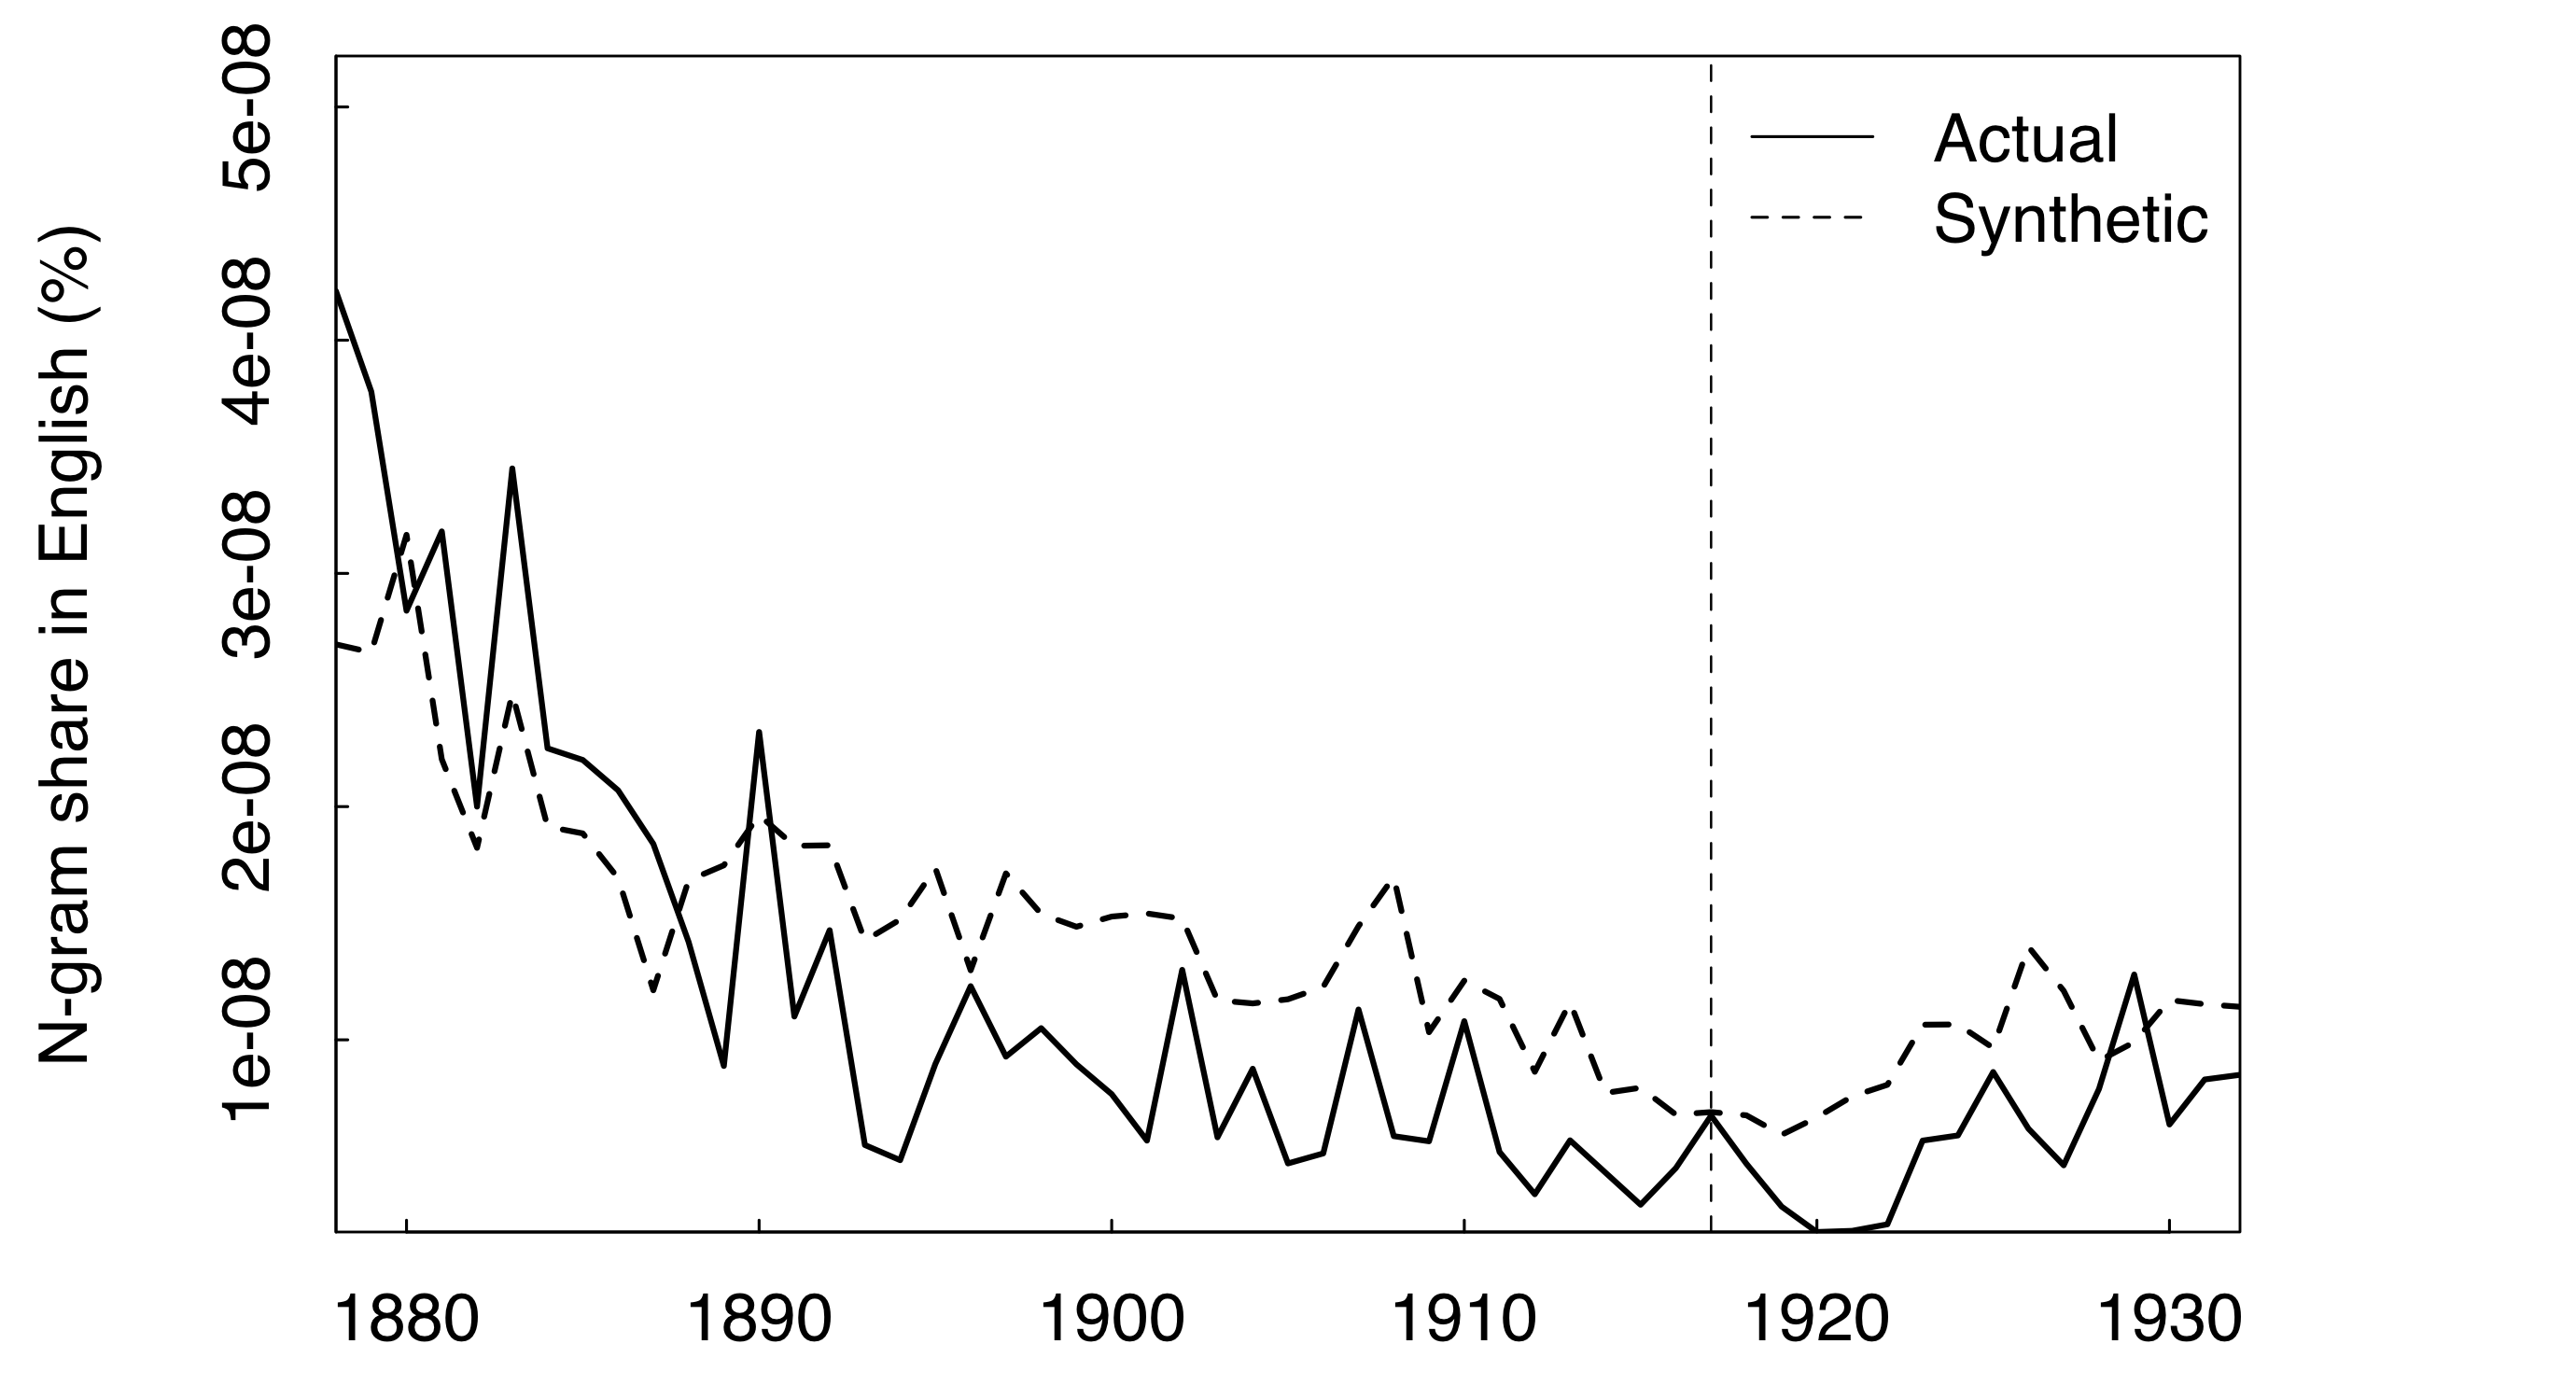 N-gram share in English (%)
5e-08
4e-08
3e-08
2e-08
1e-08
Actual
Synthetic
1880 1890 1900 1910 1920 1930